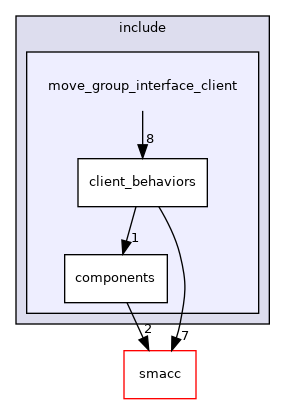 include
move_group_interface_client
8
client_behaviors
1
components
2
7
smacc